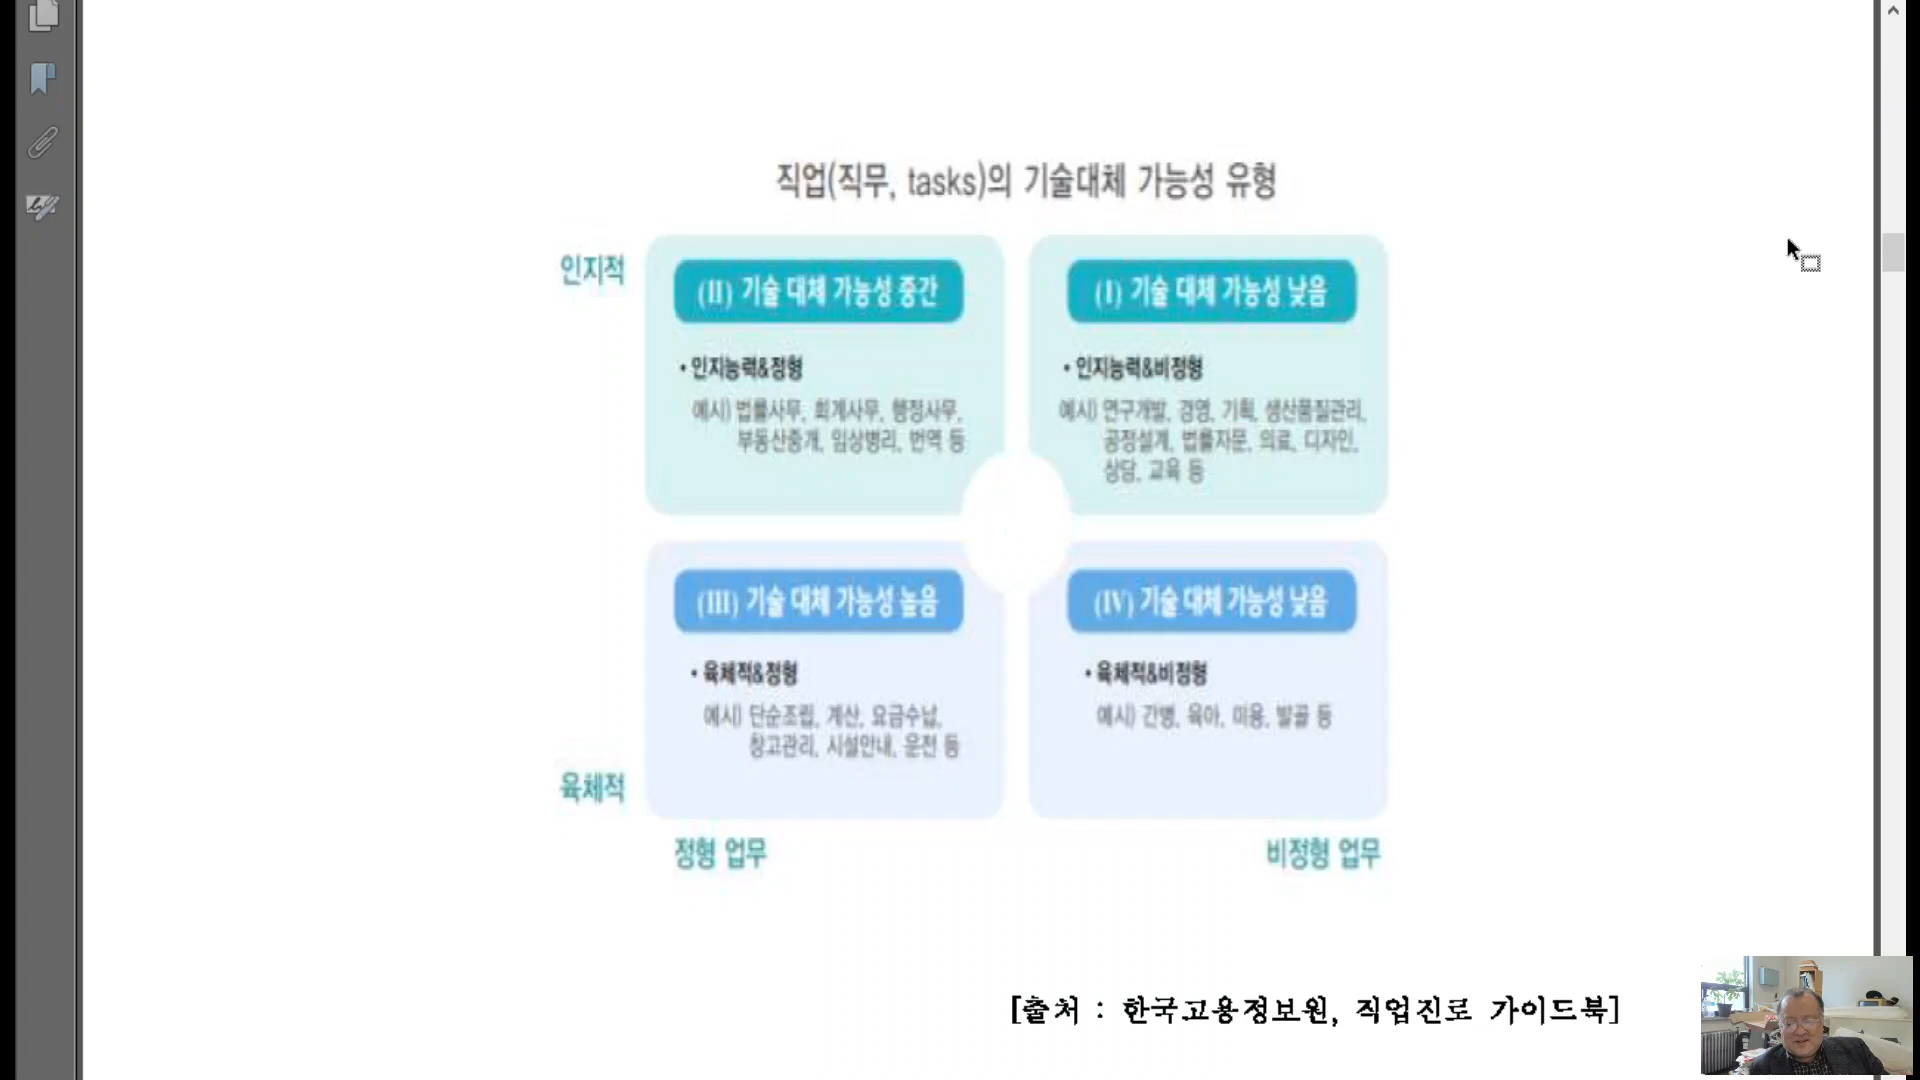 직업(직무, tasks)의 기술대체 가능성 유형
인지적
(II) 기술 대체 가능성 중간
• 인지능력&정형
예시) 법률사무, 회계사무, 행정사무,
부동산중개, 임상병리, 번역 등
(I) 기술 대체 가능성 낮음
• 인지능력&비정형
예시) 연구개발, 경영, 기획, 생산품질관리,
공정설계, 법률자문, 의료, 디자인,
상담, 교육 등
(III) 기술 대체 가능성 높음
• 육체적&정형
예시) 단순조립, 계산, 요금수납,
창고관리, 시설안내, 운전 등
(IV) 기술 대체 가능성 낮음
• 육체적&비정형
예시) 간병, 육아, 미용, 발골 등
육체적
정형 업무
비정형 업무
[출처 : 한국고용정보원, 직업진로 가이드북]